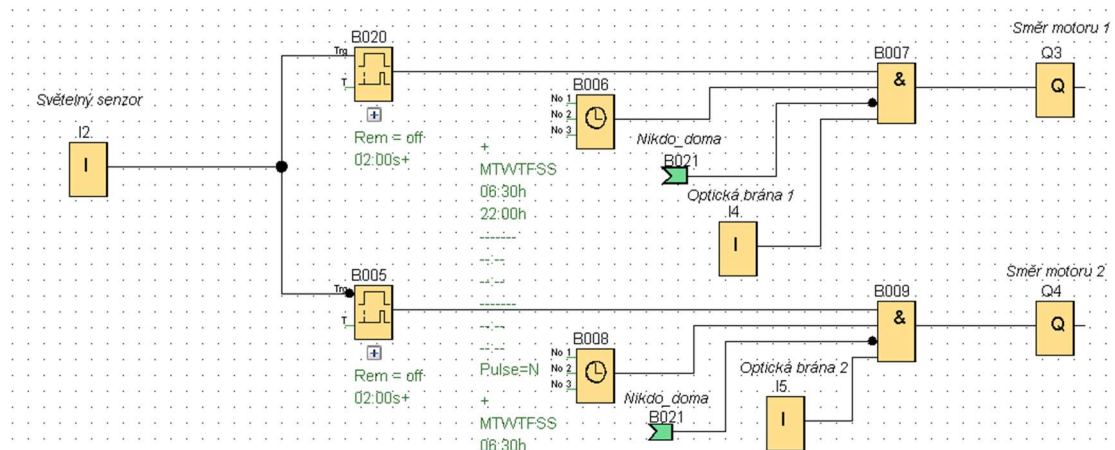 Směr motoru 1
B020
Q3
B007
Trg
&
T
Q
B006
Světelný senzor
No 1
No 2
No 3
I2.
Rem = off
Nikdo_doma
02:00s+
+
B021
I
MTWTFSS
06:30h
Optická brána 1
22:00h
I4.
-------
I
--:--
--:--
Směr motoru 2
B005
B009
Q4
Trg
-------
&
T
--:--
Q
B008
--:--
No 1
No 2
No 3
Pulse=N
Optická brána 2
Rem = off
I5.
02:00s+
+
Nikdo_doma
B021
I
MTWTFSS
06:30h